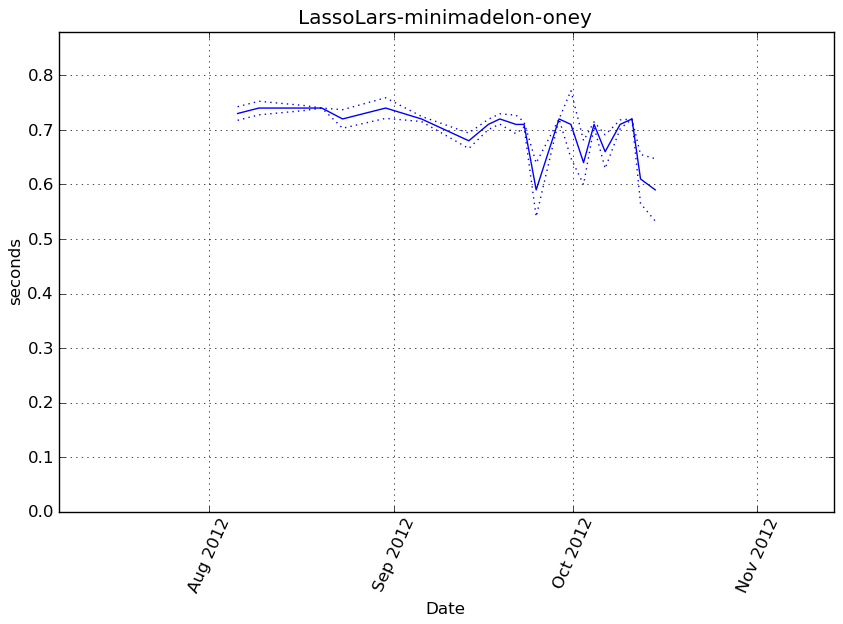 LassoLars-minimadelon-oney
0.8
0.7
0.6
0.5
0.4
0.3
0.2
0.1
0.0
seconds
Aug 2012
Sep 2012
Oct 2012
Nov 2012
Date